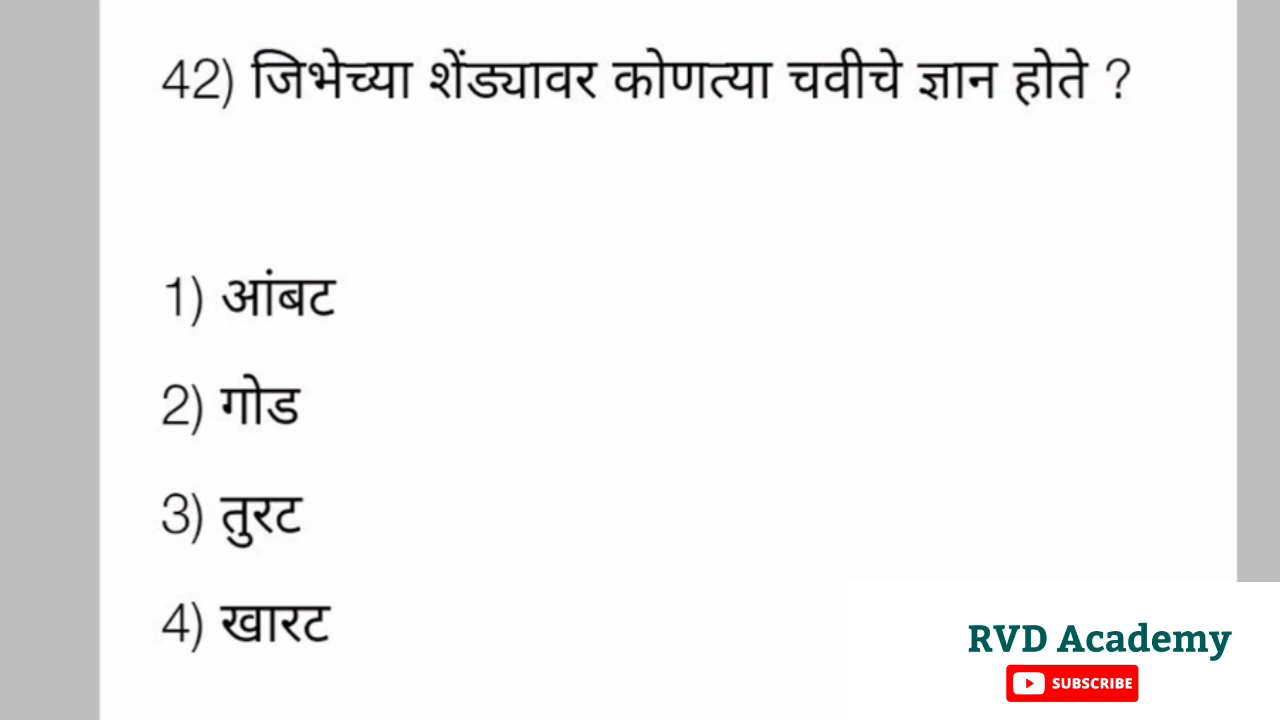 42) जिभेच्या शेंड्यावर कोणत्या चवीचे ज्ञान होते ?
1) आंबट
2) गोड
3) तुरट
4) खारट
RVD Academy
SUBSCRIBE